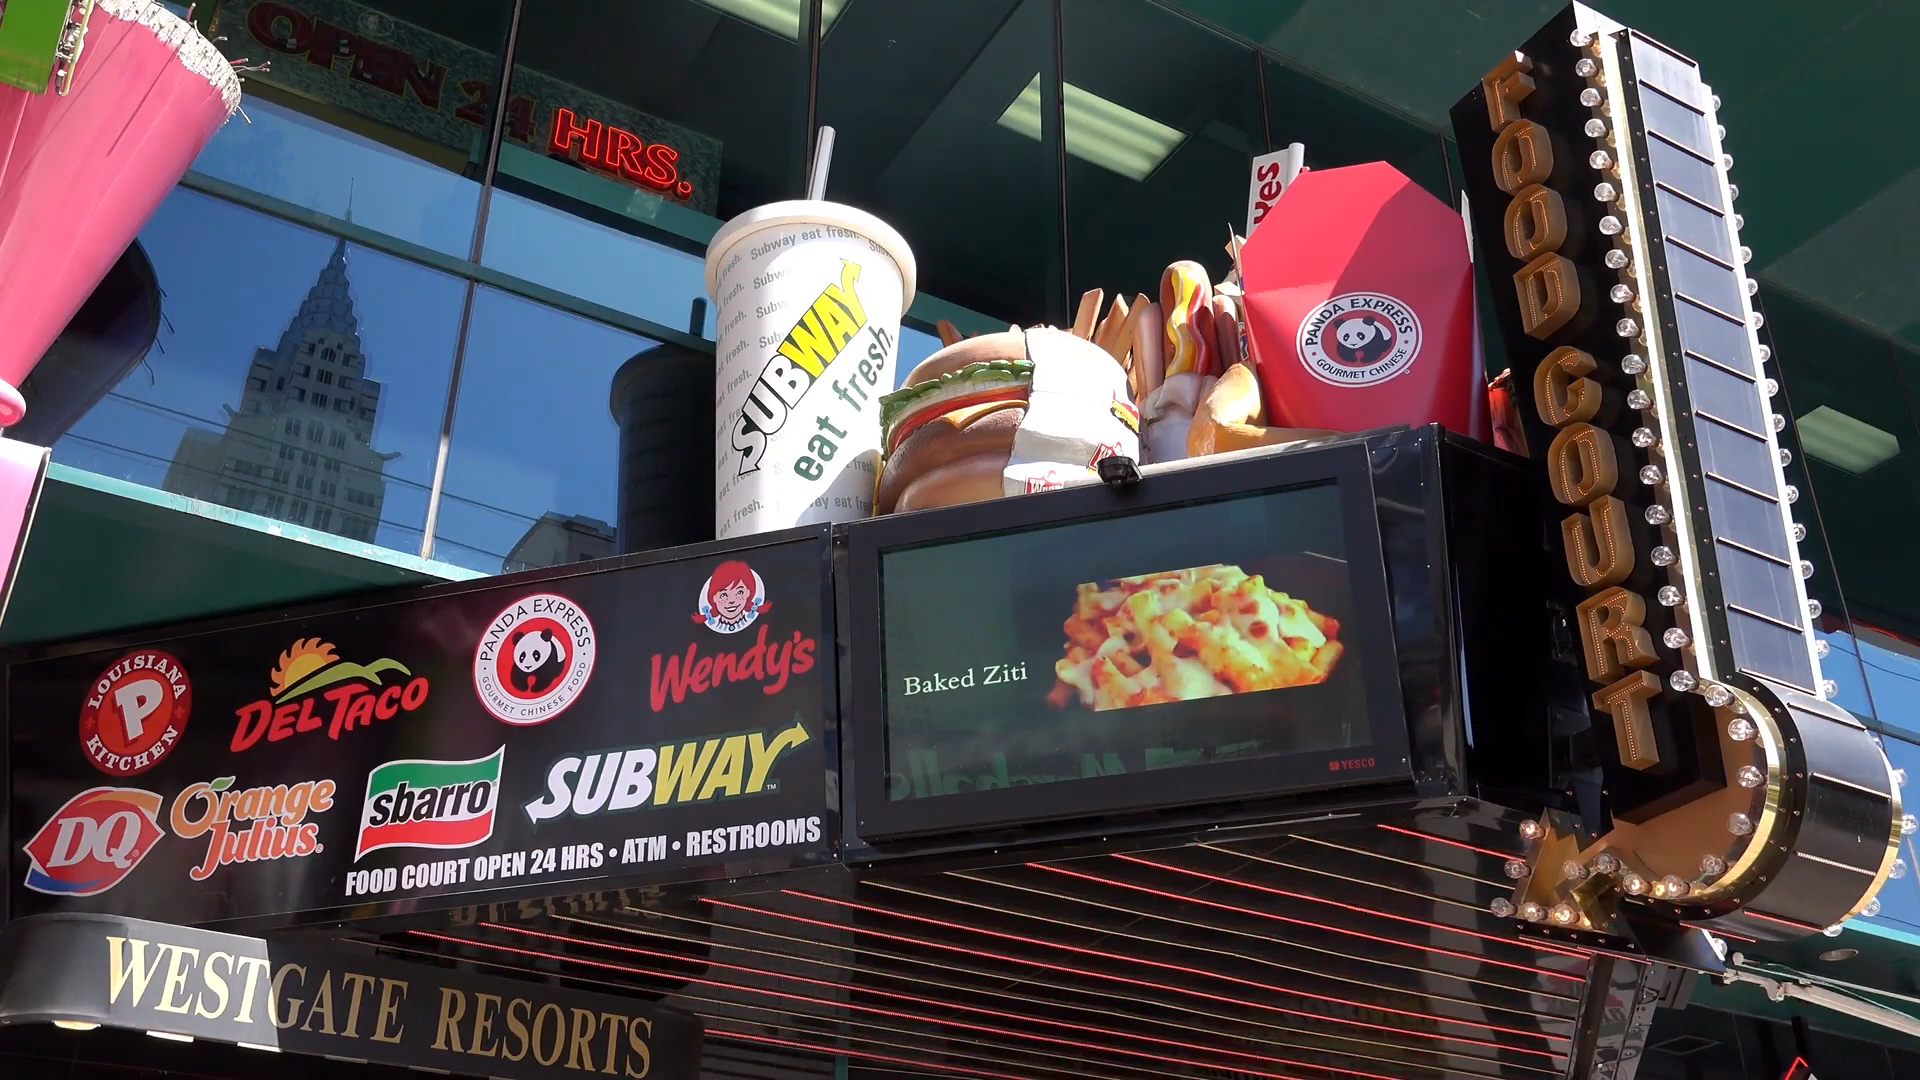 OPEN 24 HRS.
Subway eat fresh.
SUBWAY
eat fresh.
PANDA EXPRESS
GOURMET CHINESE
FOOD COURT
LOUISIANA
P
KITCHEN
DEL TACO
PANDA EXPRESS
GOURMET CHINESE FOOD
Wendy's
DQ
Orange
Julius
sbarro
SUBWAY
FOOD COURT OPEN 24 HRS • ATM • RESTROOMS
Baked Ziti
YESCO
WESTGATE RESORTS